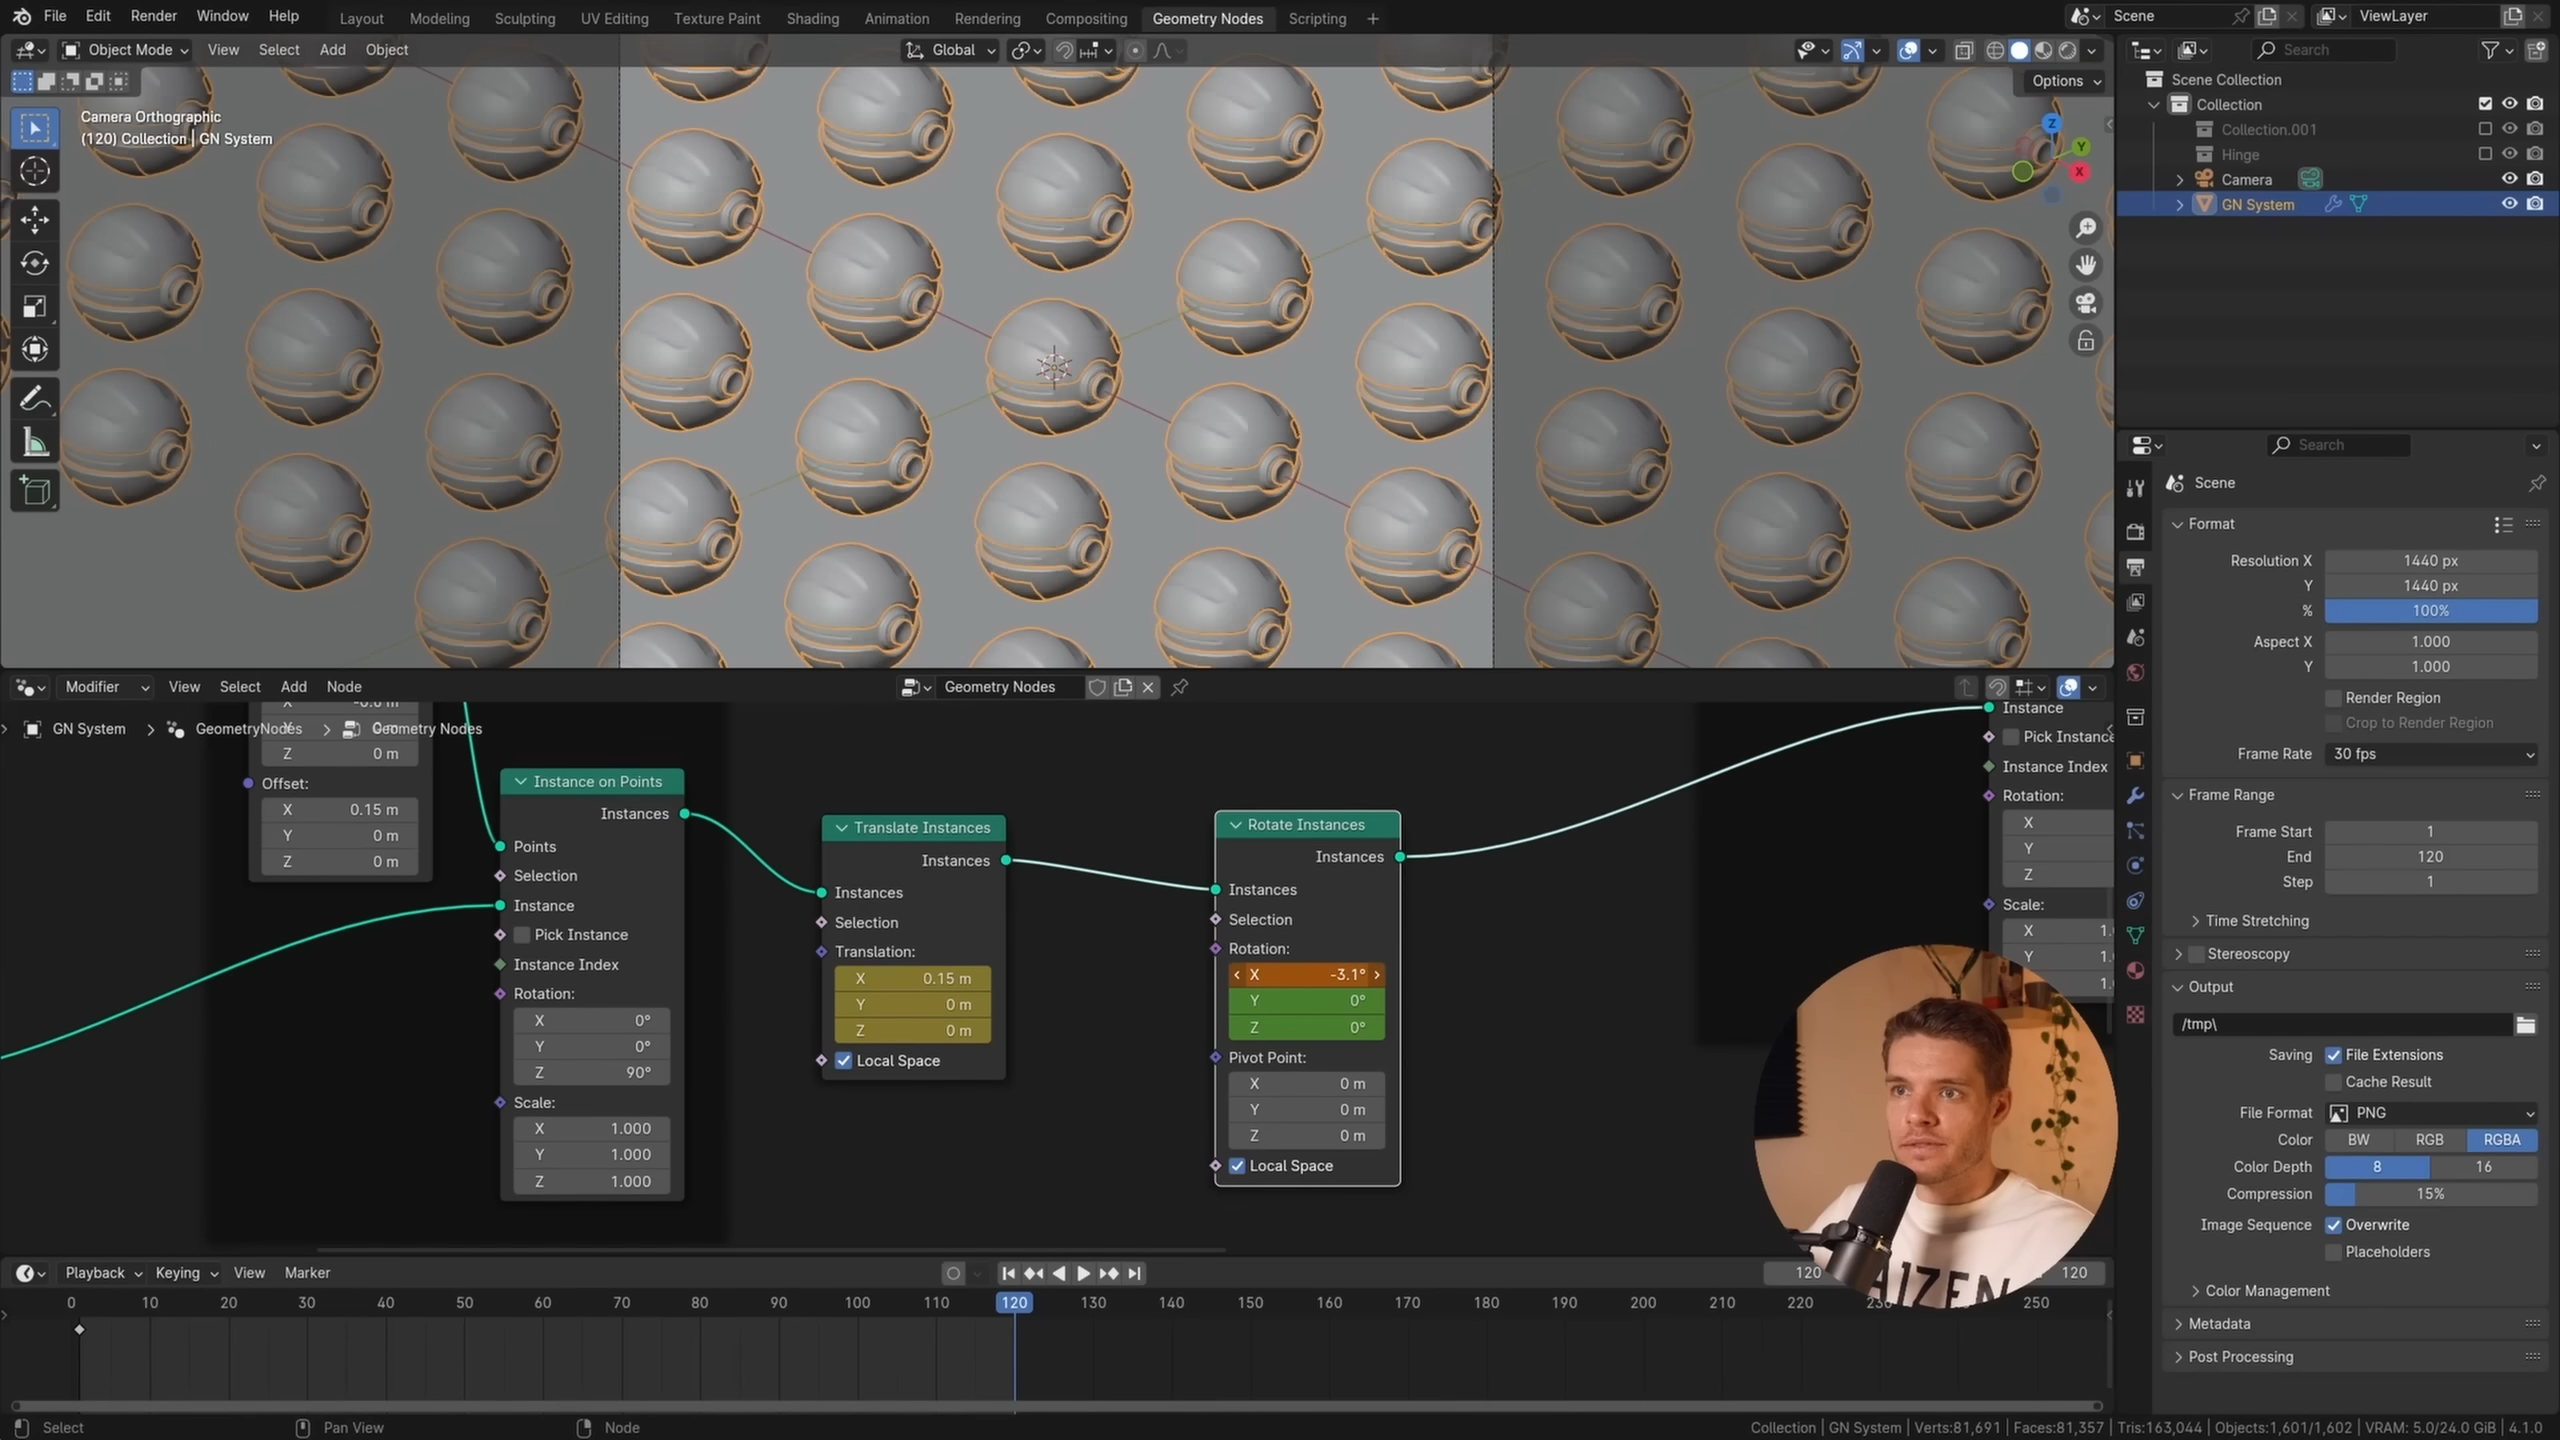 File Edit Render Window Help Layout Modeling Sculpting UV Editing Texture Paint Shading Animation Rendering Compositing Geometry Nodes Scripting + Scene ViewLayer
Object Mode View Select Add Object Global Search
Options
Camera Orthographic
(120) Collection | GN System
Z
Y
X
Scene Collection
Collection
Collection.001
Hinge
Camera
GN System
Search
Scene
Format
Resolution X 1440 px
Y 1440 px
% 100%
Aspect X 1.000
Y 1.000
Render Region
Crop to Render Region
Frame Rate 30 fps
Frame Range
Frame Start 1
End 120
Step 1
Time Stretching
Stereoscopy
Output
/tmp\
Saving File Extensions
Cache Result
File Format PNG
Color BW RGB RGBA
Color Depth 8 16
Compression 15%
Image Sequence Overwrite
Placeholders
Color Management
Metadata
Post Processing
Modifier View Select Add Node Geometry Nodes
GN System > GeometryNodes > Geometry Nodes
Y 0 m
Z 0 m
Offset:
X 0.15 m
Y 0 m
Z 0 m
Instance on Points
Instances
Points
Selection
Instance
Pick Instance
Instance Index
Rotation:
X 0°
Y 0°
Z 90°
Scale:
X 1.000
Y 1.000
Z 1.000
Translate Instances
Instances
Instances
Selection
Translation:
X 0.15 m
Y 0 m
Z 0 m
Local Space
Rotate Instances
Instances
Instances
Selection
Rotation:
X -3.1°
Y 0°
Z 0°
Pivot Point:
X 0 m
Y 0 m
Z 0 m
Local Space
Instance
Pick Instance
Instance Index
Rotation:
X
Y
Z
Scale:
X 1.
Y 1.
AIZEN
Playback Keying View Marker 120 120
0 10 20 30 40 50 60 70 80 90 100 110 120 130 140 150 160 170 180 190 200 210 220 230 250
Select Pan View Node Collection | GN System | Verts:81,691 | Faces:81,357 | Tris:163,044 | Objects:1,601/1,602 | VRAM: 5.0/24.0 GiB | 4.1.0